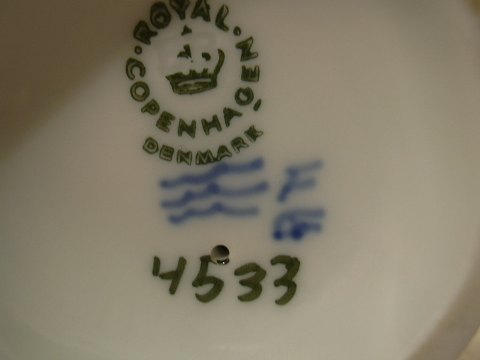 ROYAL COPENHAGEN
DENMARK
F
4533